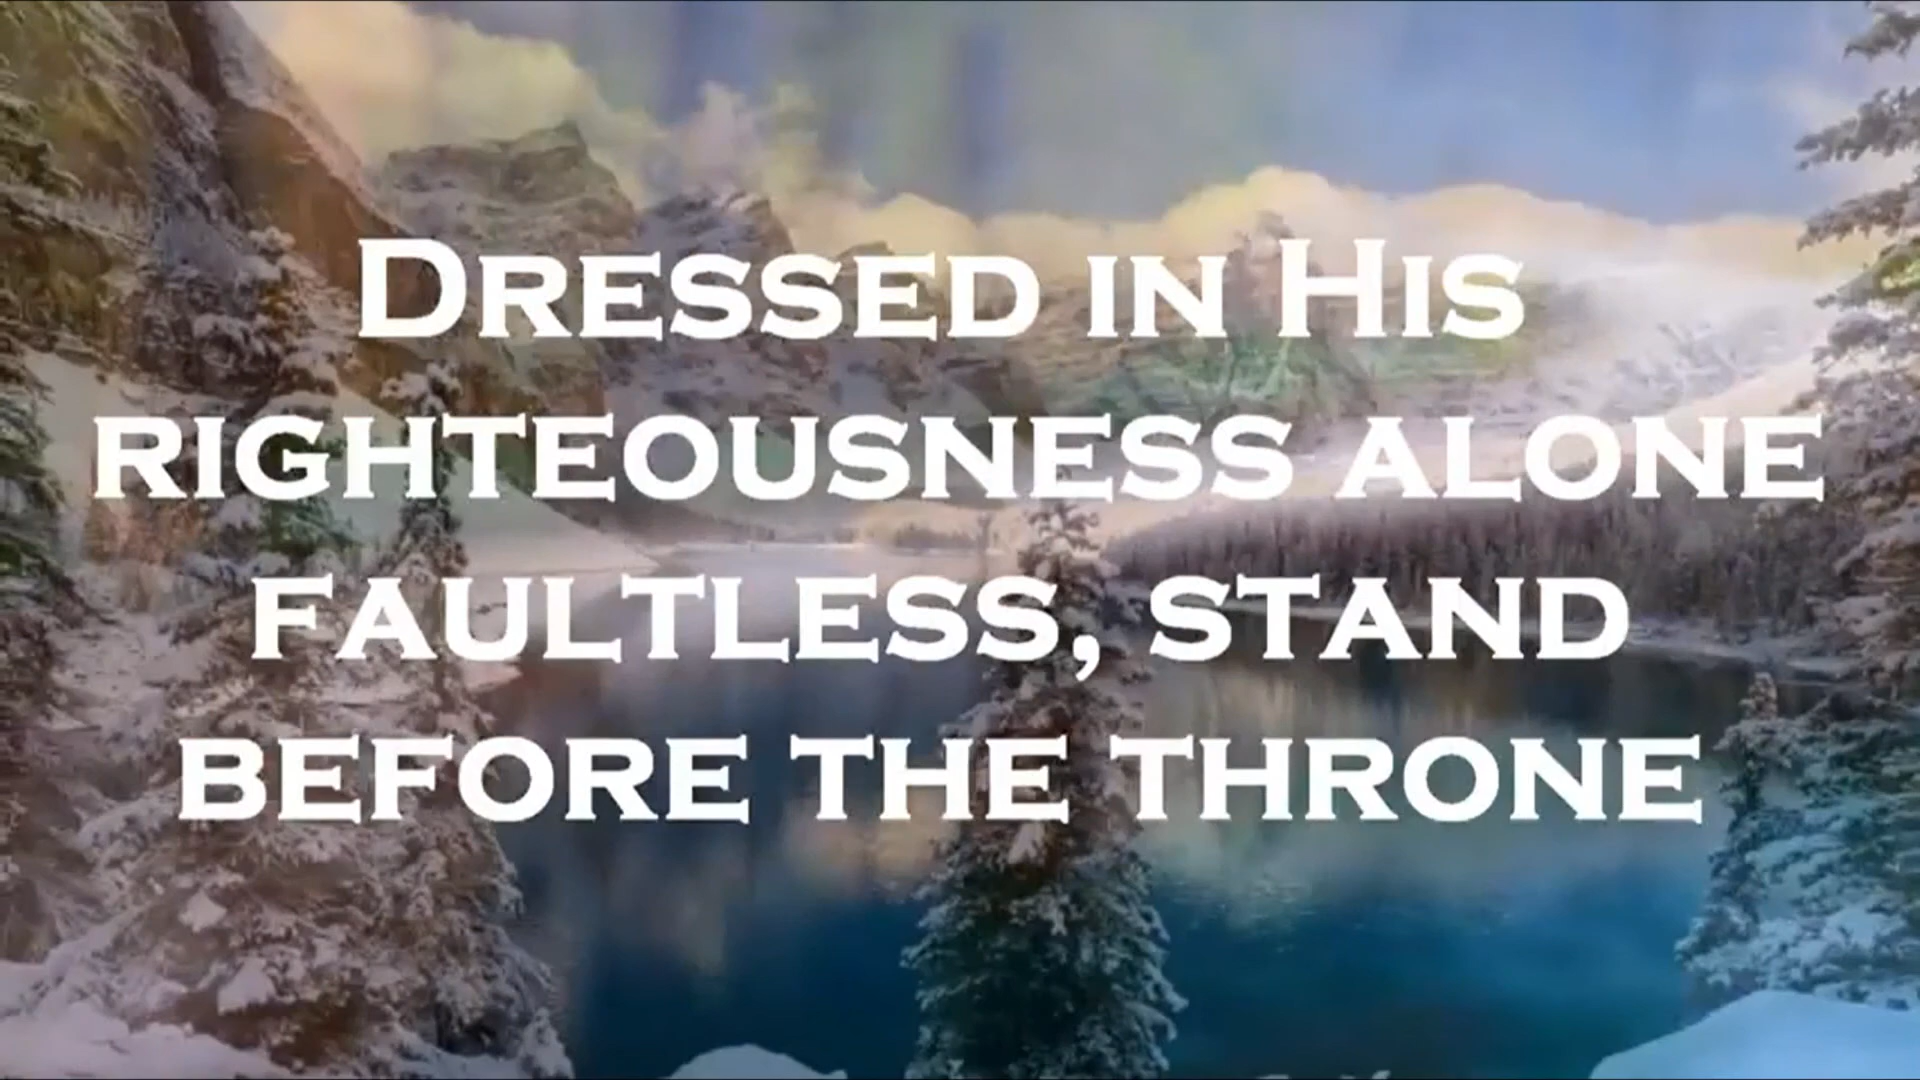 Dressed in His
righteousness alone
faultless, stand
before the throne